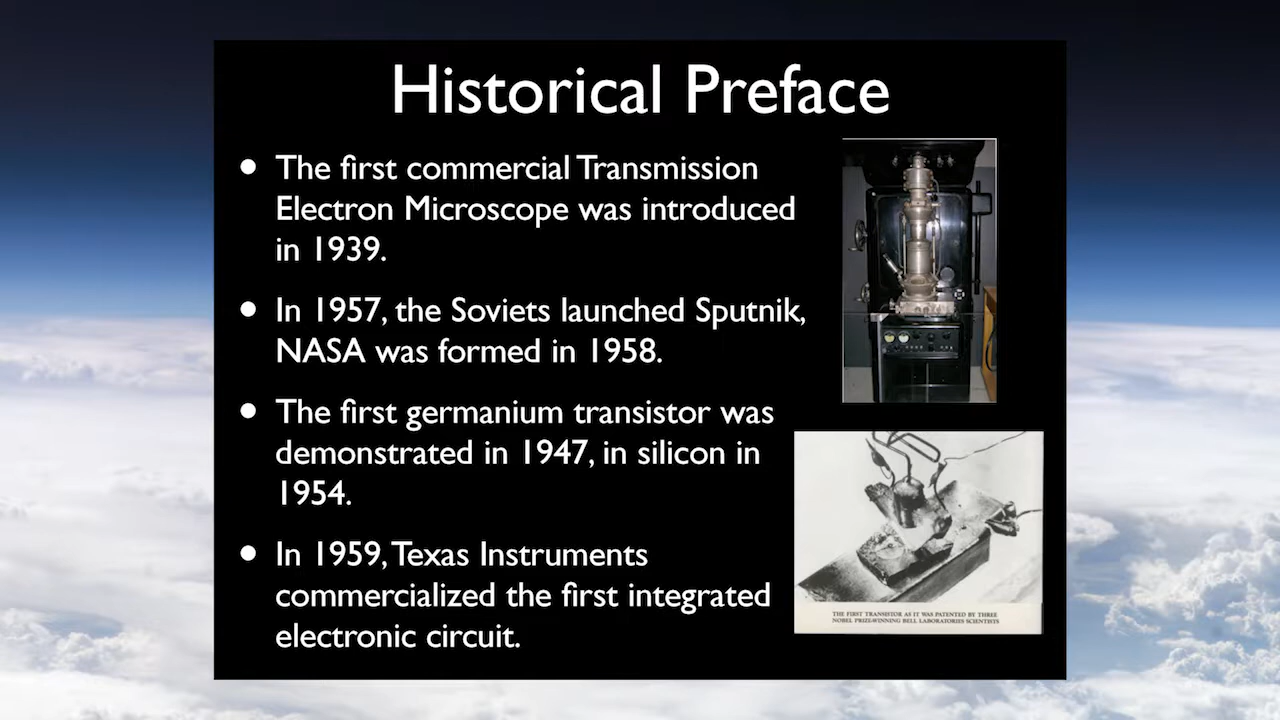 Historical Preface
• The first commercial Transmission
Electron Microscope was introduced
in 1939.
• In 1957, the Soviets launched Sputnik,
NASA was formed in 1958.
• The first germanium transistor was
demonstrated in 1947, in silicon in
1954.
• In 1959, Texas Instruments
commercialized the first integrated
electronic circuit.
THE FIRST TRANSISTOR AS IT WAS PATENTED BY THREE
NOBEL PRIZE-WINNING BELL LABORATORIES SCIENTISTS